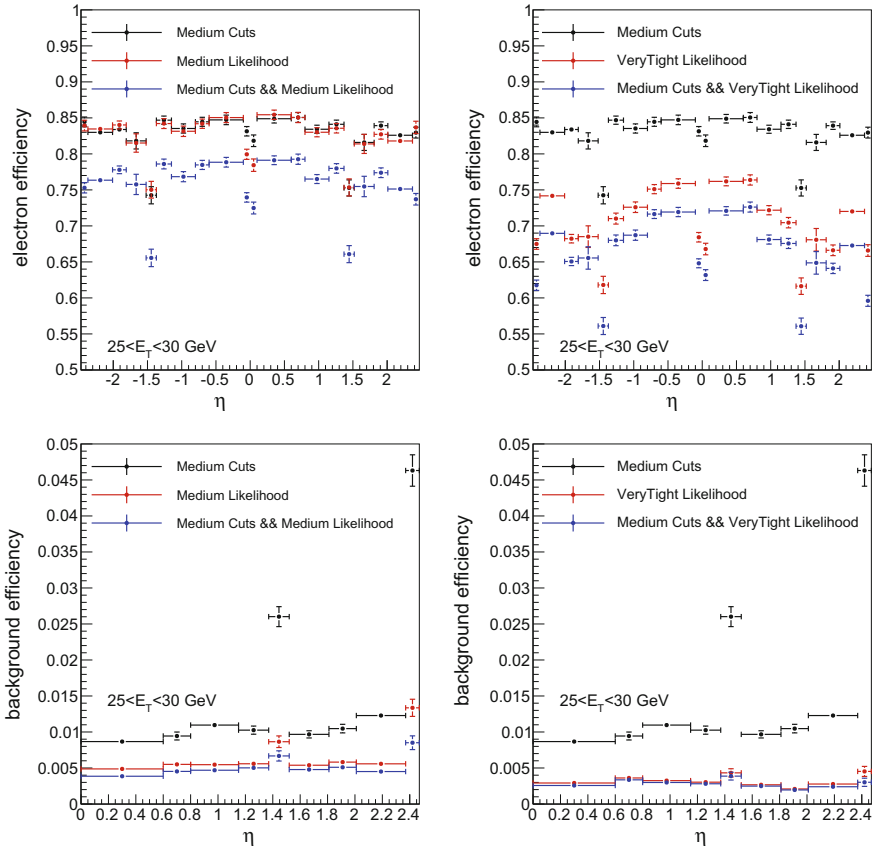 1
0.95
0.9
0.85
0.8
0.75
0.7
0.65
0.6
0.55
0.5
electron efficiency
Medium Cuts
Medium Likelihood
Medium Cuts && Medium Likelihood
25<E_T<30 GeV
-2 -1.5 -1 -0.5 0 0.5 1 1.5 2
η
1
0.95
0.9
0.85
0.8
0.75
0.7
0.65
0.6
0.55
0.5
electron efficiency
Medium Cuts
VeryTight Likelihood
Medium Cuts && VeryTight Likelihood
25<E_T<30 GeV
-2 -1.5 -1 -0.5 0 0.5 1 1.5 2
η
0.05
0.045
0.04
0.035
0.03
0.025
0.02
0.015
0.01
0.005
0
background efficiency
Medium Cuts
Medium Likelihood
Medium Cuts && Medium Likelihood
25<E_T<30 GeV
0 0.2 0.4 0.6 0.8 1 1.2 1.4 1.6 1.8 2 2.2 2.4
η
0.05
0.045
0.04
0.035
0.03
0.025
0.02
0.015
0.01
0.005
0
background efficiency
Medium Cuts
VeryTight Likelihood
Medium Cuts && VeryTight Likelihood
25<E_T<30 GeV
0 0.2 0.4 0.6 0.8 1 1.2 1.4 1.6 1.8 2 2.2 2.4
η